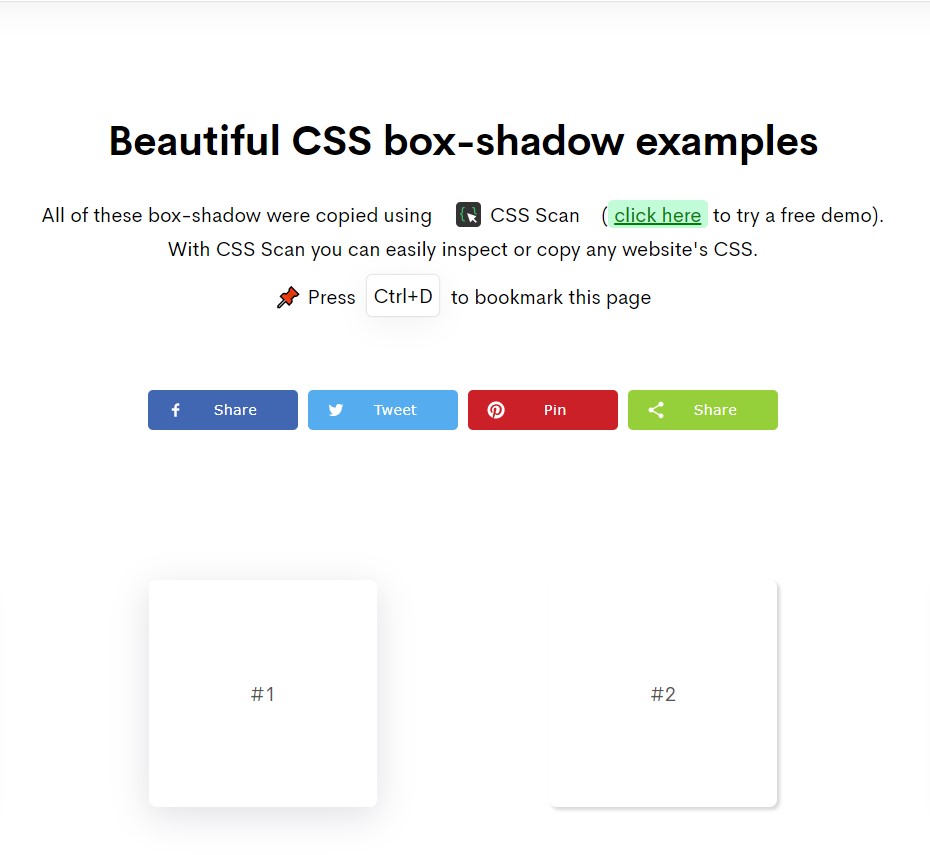 Beautiful CSS box-shadow examples
All of these box-shadow were copied using CSS Scan (click here to try a free demo).
With CSS Scan you can easily inspect or copy any website's CSS.
Press Ctrl+D to bookmark this page
Share Tweet Pin Share
#1 #2